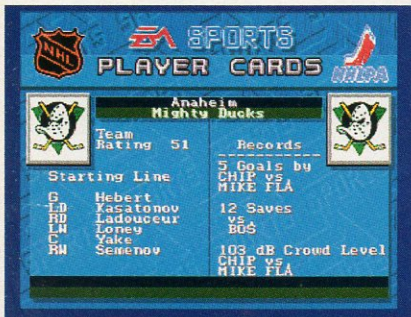 NHL
EA SPORTS
PLAYER CARDS
NHLPA
Anaheim
Mighty Ducks
Team
Rating 51
Starting Line
G Hebert
LD Kasatonov
RD Ladouceur
LW Loney
C Yake
RW Semenov
Records
5 Goals by
CHIP vs
MIKE FLA
12 Saves
vs
BOS
103 dB Crowd Level
CHIP vs
MIKE FLA